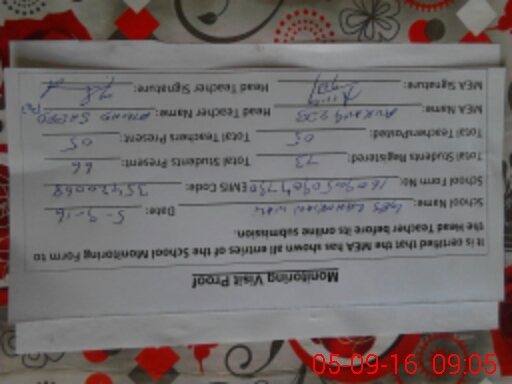 Monitoring Visit Proof
It is certified that the MEA has shown all entries of the School Monitoring Form to
the Head Teacher before its online submission.
School Name: Date: 5-9-16
School Form No: EMIS Code:
Total Students Registered: 73 Total Students Present: 66
Total TeacherPosted: 05 Total Teachers Present: 05
MEA Name: Head Teacher Name:
MEA Signature: Head Teacher Signature:
05-09-16 09:05